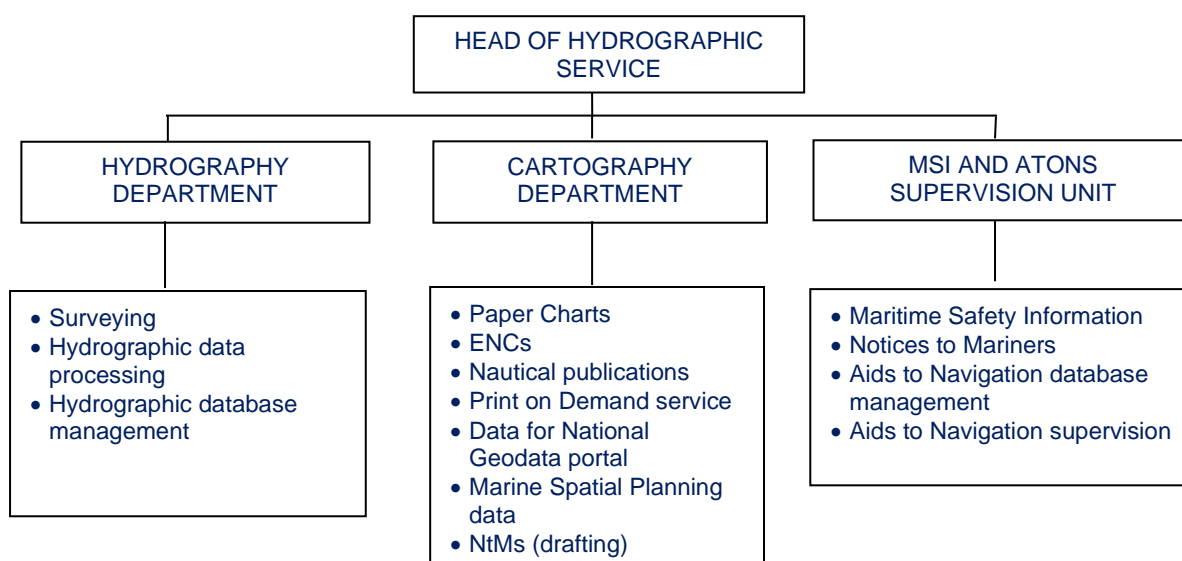 HEAD OF HYDROGRAPHIC
SERVICE
HYDROGRAPHY
DEPARTMENT
CARTOGRAPHY
DEPARTMENT
MSI AND ATONS
SUPERVISION UNIT
• Surveying
• Hydrographic data
processing
• Hydrographic database
management
• Paper Charts
• ENCs
• Nautical publications
• Print on Demand service
• Data for National
Geodata portal
• Marine Spatial Planning
data
• NtMs (drafting)
• Maritime Safety Information
• Notices to Mariners
• Aids to Navigation database
management
• Aids to Navigation supervision